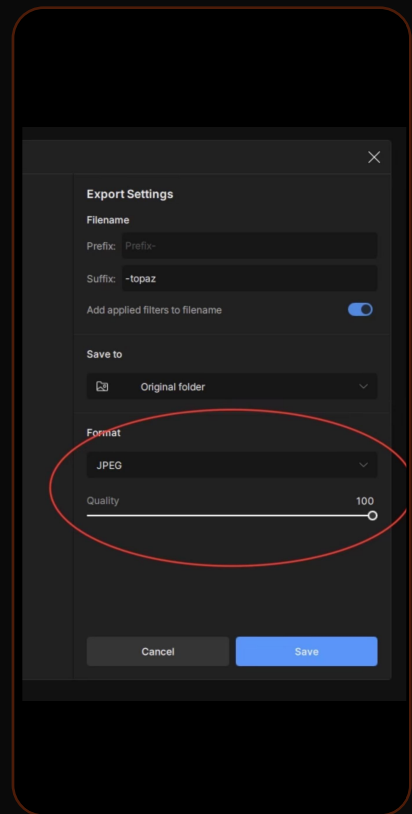 Export Settings
Filename
Prefix: Prefix-
Suffix: -topaz
Add applied filters to filename
Save to
Original folder
Format
JPEG
Quality 100
Cancel Save